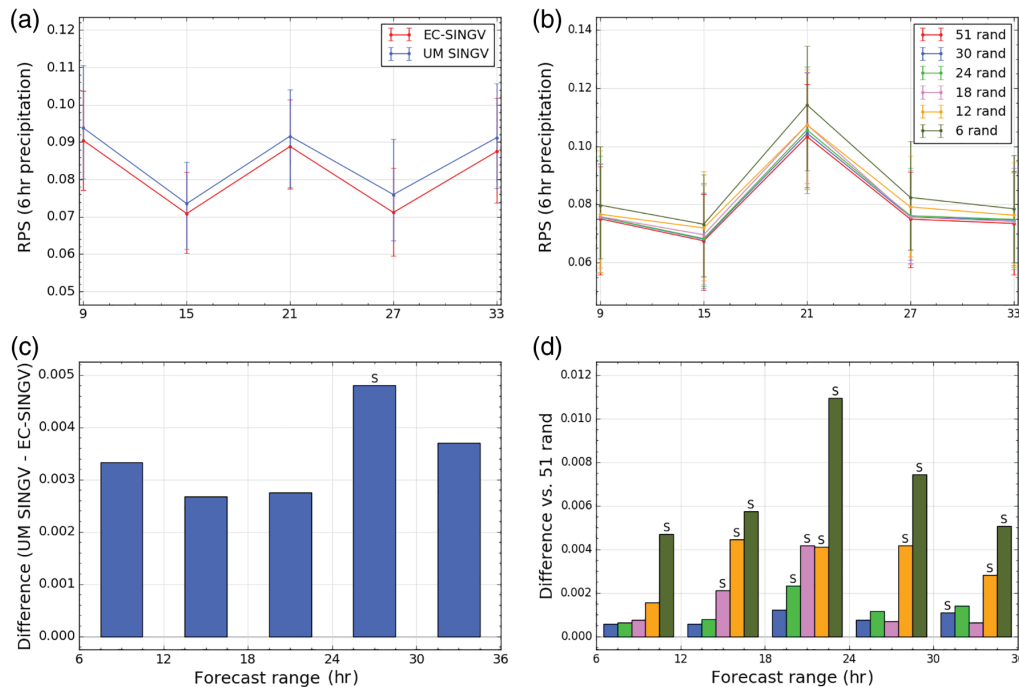 (a)
0.12
0.11
0.10
0.09
0.08
0.07
0.06
0.05
RPS (6hr precipitation)
EC-SINGV
UM SINGV
9 15 21 27 33
(b)
0.14
0.12
0.10
0.08
0.06
RPS (6hr precipitation)
51 rand
30 rand
24 rand
18 rand
12 rand
6 rand
9 15 21 27 33
(c)
0.005
0.004
0.003
0.002
0.001
0.000
Difference (UM SINGV - EC-SINGV)
S
6 12 18 24 30 36
Forecast range (hr)
(d)
0.012
0.010
0.008
0.006
0.004
0.002
0.000
Difference vs. 51 rand
S
S
S
S
S
S
S
S
S
S
S
S
S
6 12 18 24 30 36
Forecast range (hr)